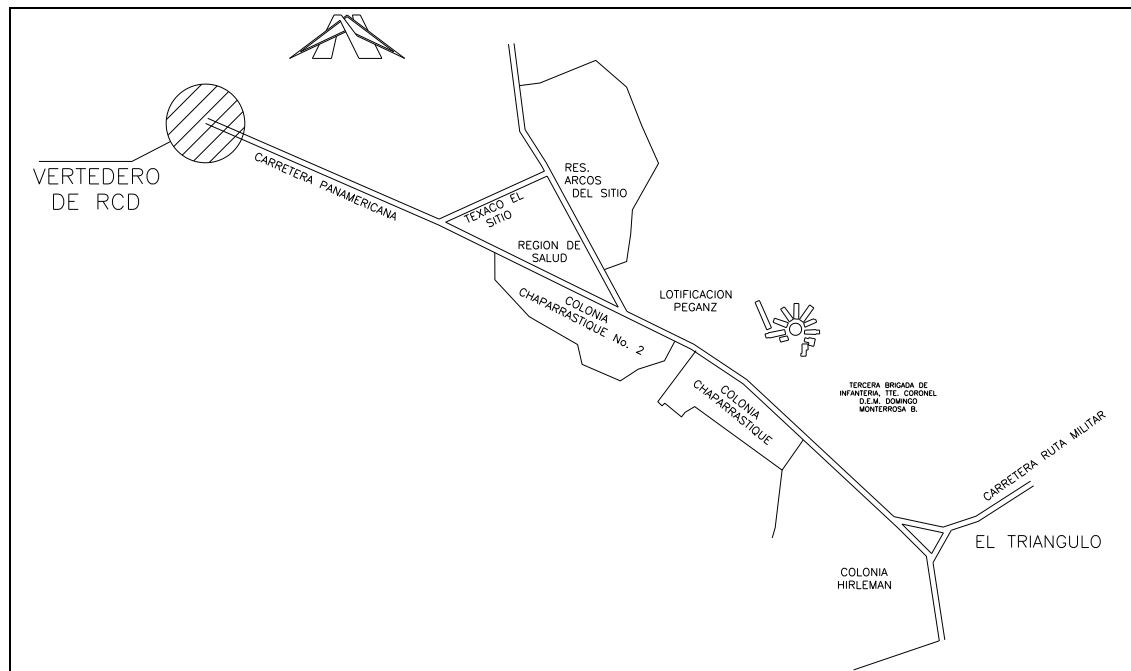 VERTEDERO
DE RCD
CARRETERA PANAMERICANA
TEXACO EL
SITIO
RES.
ARCOS
DEL SITIO
REGION DE
SALUD
COLONIA
CHAPARRASTIQUE No. 2
LOTIFICACION
PEGANZ
COLONIA
CHAPARRASTIQUE
TERCERA BRIGADA DE
INFANTERIA, TTE. CORONEL
D.E.M. DOMINGO
MONTERROSA B.
CARRETERA RUTA MILITAR
EL TRIANGULO
COLONIA
HIRLEMAN